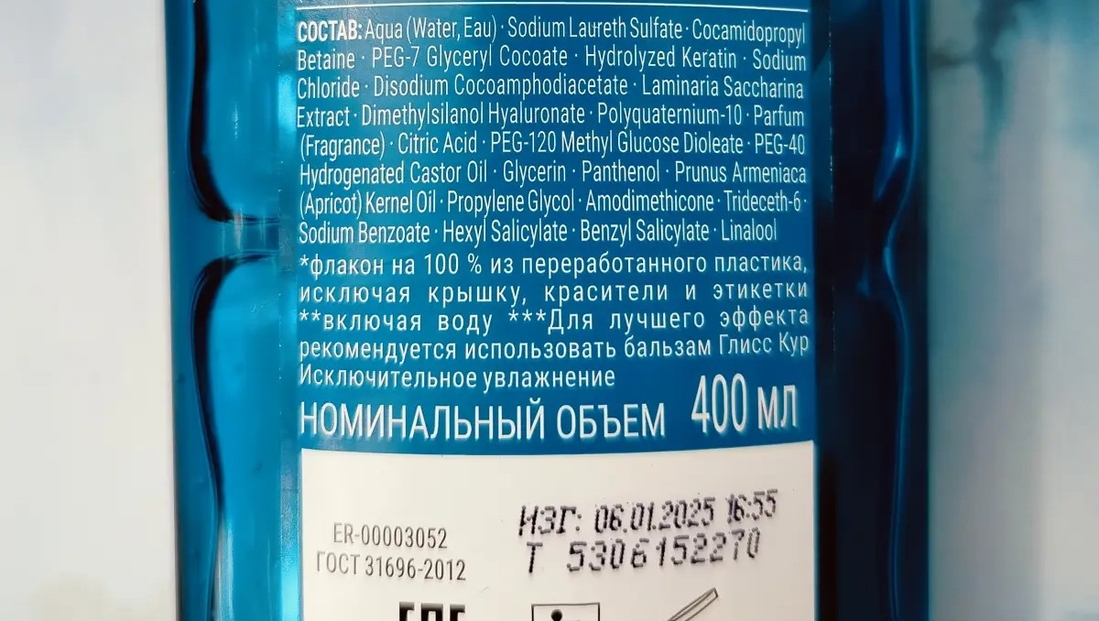 СОСТАВ: Aqua (Water, Eau) · Sodium Laureth Sulfate · Cocamidopropyl
Betaine · PEG-7 Glyceryl Cocoate · Hydrolyzed Keratin · Sodium
Chloride · Disodium Cocoamphodiacetate · Laminaria Saccharina
Extract · Dimethylsilanol Hyaluronate · Polyquaternium-10 · Parfum
(Fragrance) · Citric Acid · PEG-120 Methyl Glucose Dioleate · PEG-40
Hydrogenated Castor Oil · Glycerin · Panthenol · Prunus Armeniaca
(Apricot) Kernel Oil · Propylene Glycol · Amodimethicone · Trideceth-6 ·
Sodium Benzoate · Hexyl Salicylate · Benzyl Salicylate · Linalool
*флакон на 100 % из переработанного пластика,
исключая крышку, красители и этикетки
**включая воду ***Для лучшего эффекта
рекомендуется использовать бальзам Глисс Кур
Исключительное увлажнение
НОМИНАЛЬНЫЙ ОБЪЕМ 400 мл
ИЗГ: 06.01.2025 16:55
Т 5306152270
ER-00003052
ГОСТ 31696-2012